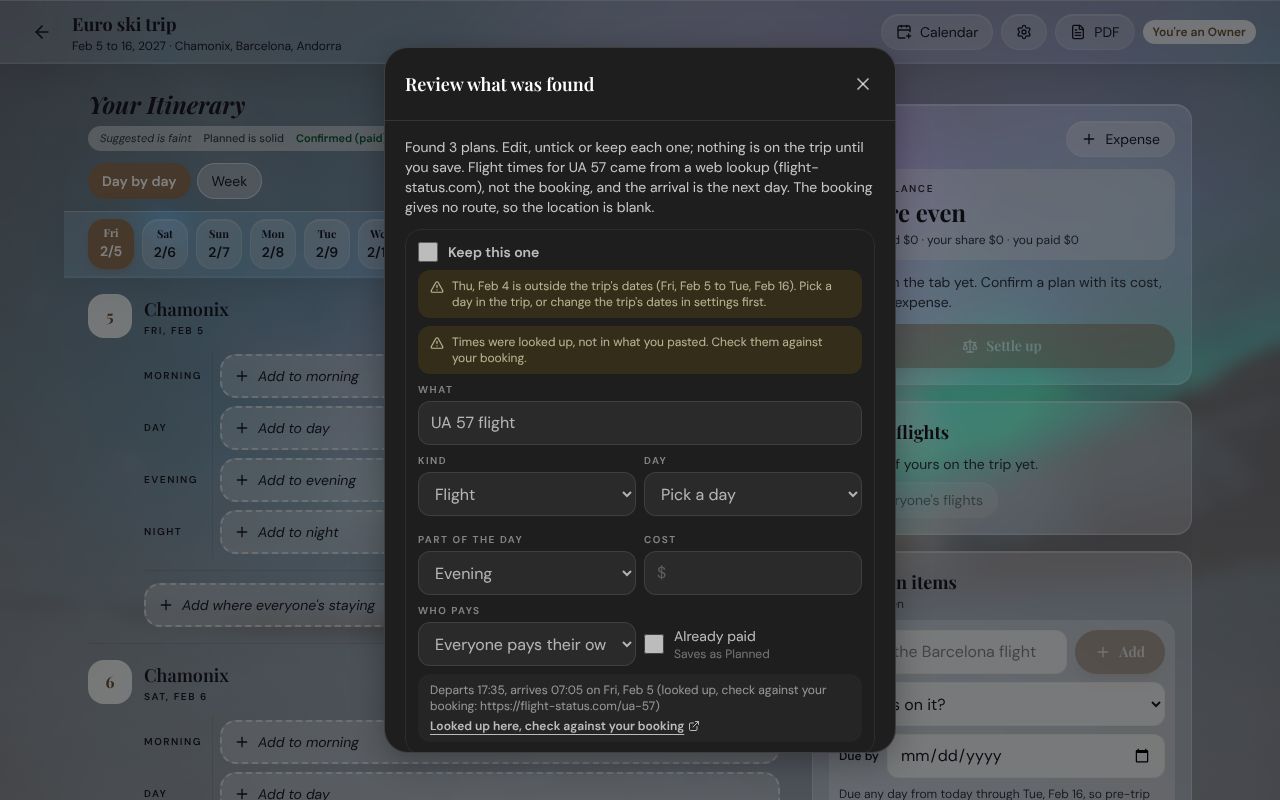 Euro ski trip
Feb 5 to 16, 2027 · Chamonix, Barcelona, Andorra
Calendar
PDF
You're an Owner
Your Itinerary
Suggested is faint Planned is solid Confirmed (paid
Day by day
Week
Fri
2/5
Sat
2/6
Sun
2/7
Mon
2/8
Tue
2/9
5
Chamonix
FRI, FEB 5
MORNING
+ Add to morning
DAY
+ Add to day
EVENING
+ Add to evening
NIGHT
+ Add to night
+ Add where everyone's staying
6
Chamonix
SAT, FEB 6
MORNING
+ Add to morning
DAY
+ Add to day
Review what was found
Found 3 plans. Edit, untick or keep each one; nothing is on the trip until
you save. Flight times for UA 57 came from a web lookup (flight-
status.com), not the booking, and the arrival is the next day. The booking
gives no route, so the location is blank.
Keep this one
Thu, Feb 4 is outside the trip's dates (Fri, Feb 5 to Tue, Feb 16). Pick a
day in the trip, or change the trip's dates in settings first.
Times were looked up, not in what you pasted. Check them against
your booking.
WHAT
UA 57 flight
KIND
DAY
Flight
Pick a day
PART OF THE DAY
COST
Evening
$
WHO PAYS
Everyone pays their ow
Already paid
Saves as Planned
Departs 17:35, arrives 07:05 on Fri, Feb 5 (looked up, check against your
booking: https://flight-status.com/ua-57)
Looked up here, check against your booking
+ Expense
re even
d $0 · your share $0 · you paid $0
the tab yet. Confirm a plan with its cost,
expense.
Settle up
flights
f yours on the trip yet.
ryone's flights
n items
the Barcelona flight
+ Add
s on it?
Due by
mm/dd/yyyy
Due any day from today through Tue, Feb 16, so pre-trip